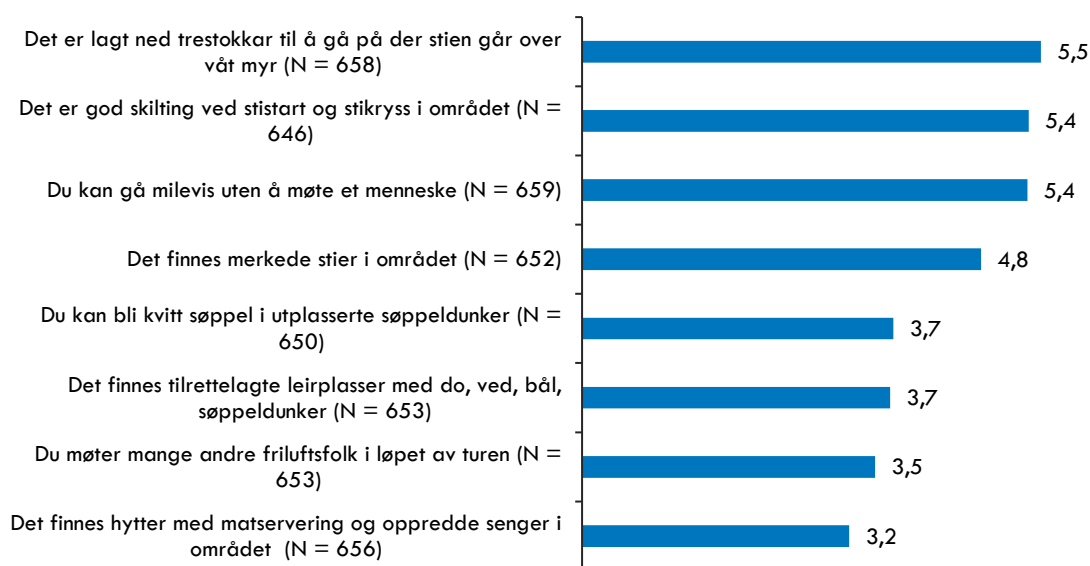 Det er lagt ned trestokkar til å gå på der stien går over
våt myr (N = 658)
5,5
Det er god skilting ved stistart og stikryss i området (N =
646)
5,4
Du kan gå milevis uten å møte et menneske (N = 659)
5,4
Det finnes merkede stier i området (N = 652)
4,8
Du kan bli kvitt søppel i utplasserte søppeldunker (N =
650)
3,7
Det finnes tilrettelagte leirplasser med do, ved, bål,
søppeldunker (N = 653)
3,7
Du møter mange andre friluftsfolk i løpet av turen (N =
653)
3,5
Det finnes hytter med matservering og oppredde senger i
området (N = 656)
3,2